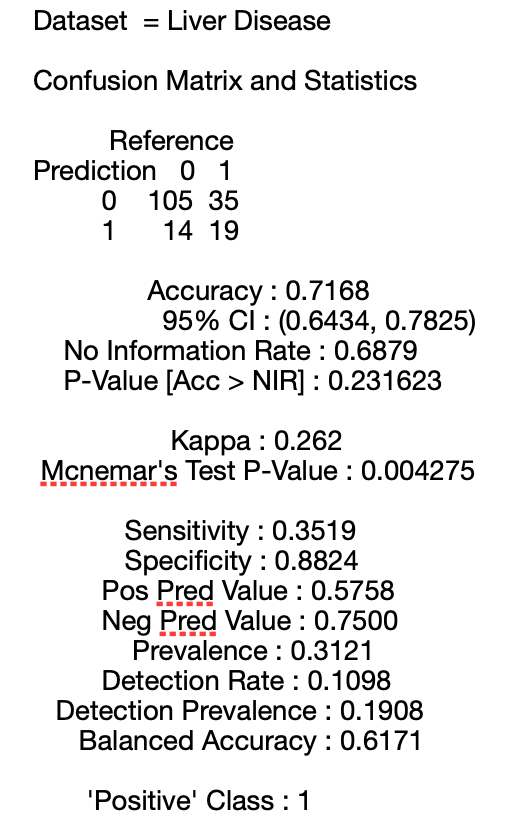 Dataset  = Liver Disease
Confusion Matrix and Statistics
Reference
Prediction 0 1
0 105 35
1 14 19
Accuracy : 0.7168
95% CI : (0.6434, 0.7825)
No Information Rate : 0.6879
P-Value [Acc > NIR] : 0.231623
Kappa : 0.262
Mcnemar's Test P-Value : 0.004275
Sensitivity : 0.3519
Specificity : 0.8824
Pos Pred Value : 0.5758
Neg Pred Value : 0.7500
Prevalence : 0.3121
Detection Rate : 0.1098
Detection Prevalence : 0.1908
Balanced Accuracy : 0.6171
'Positive' Class : 1